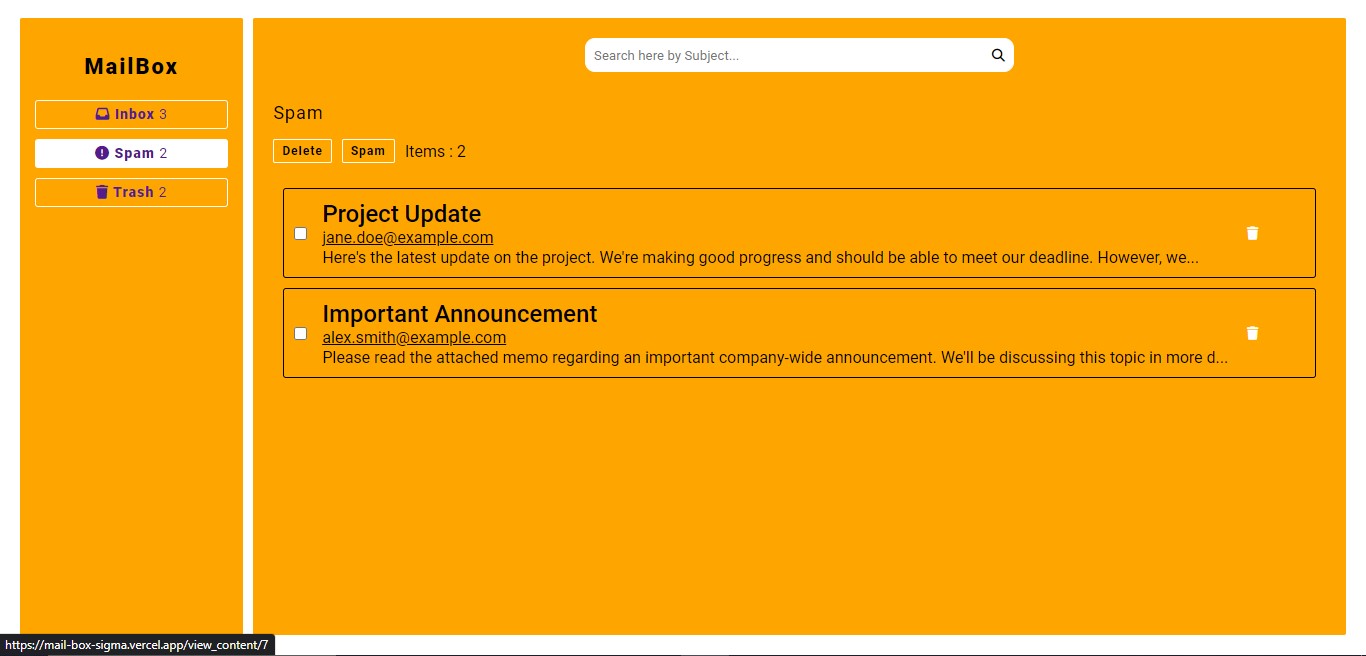 MailBox
Inbox 3
Spam 2
Trash 2
Search here by Subject...
Spam
Delete Spam Items : 2
Project Update
jane.doe@example.com
Here's the latest update on the project. We're making good progress and should be able to meet our deadline. However, we...
Important Announcement
alex.smith@example.com
Please read the attached memo regarding an important company-wide announcement. We'll be discussing this topic in more d...
https://mail-box-sigma.vercel.app/view_content/7